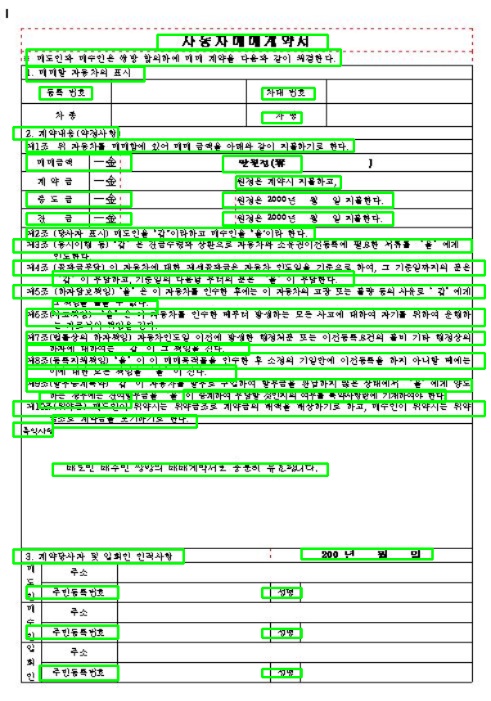 자동차매매계약서
매도인과 매수인은 쌍방 합의하에 매매 계약을 다음과 같이 체결한다.
1. 매매할 자동차의 표시
등록 번호 차대 번호
차 종 차 명
2. 계약내용(약정사항)
제1조 위 자동차를 매매함에 있어 매매 금액을 아래와 같이 지불하기로 한다.
매매금액 一金 만원정(₩ )
계 약 금 一金 원정은 계약시 지불하고,
중 도 금 一金 원정은 2000년 월 일 지불한다.
잔 금 一金 원정은 2000년 월 일 지불한다.
제2조 (당사자 표시) 매도인을 "갑"이라하고 매수인을 "을"이라 한다.
제3조 (동시이행 등) "갑" 은 잔금수령과 상환으로 자동차와 소유권이전등록에 필요한 서류를 "을" 에게
인도한다.
제4조 (공과금부담) 이 자동차에 대한 제세공과금은 자동차 인도일을 기준으로 하여, 그 기준일까지의 분은
"갑" 이 부담하고, 기준일의 다음날 부터의 분은 "을" 이 부담한다.
제5조 (하자담보책임) "을" 은 이 자동차를 인수한 후에는 이 자동차의 고장 또는 불량 등의 사유로 "갑" 에게
그 책임을 물을 수 없다.
제6조(사고책임) "을" 은 이 자동차를 인수한 때부터 발생하는 모든 사고에 대하여 자기를 위하여 운행하
는 자로서의 책임을 진다.
제7조(법률상의 하자책임) 자동차인도일 이전에 발생한 행정처분 또는 이전등록요건의 불비 기타 행정상의
하자에 대하여는 "갑" 이 그 책임을 진다.
제8조(등록지체책임) "을" 이 이 매매목적물을 인수한 후 소정의 기일안에 이전등록을 하지 아니할 때에는
이에 대한 모든 책임을 "을" 이 진다.
제9조(할부승계특약) "갑" 이 자동차를 할부로 구입하여 할부금을 완납하지 않은 상태에서 "을" 에게 양도
하는 경우에는 잔여할부금을 "을" 이 승계하여 부담할 것인지의 여부를 특약사항란에 기재하여야 한다.
제10조(위약금) 매도인이 위약시는 위약금조로 계약금의 배액을 배상하기로 하고, 매수인이 위약시는 위약
금조로 계약금을 포기하기로 한다.
특약사항
매도인 매수인 쌍방의 매매계약서로 충분히
3. 계약당사자 및 입회인 인적사항 200 년 월 일
매도인 주소
주민등록번호 성명
매수인 주소
주민등록번호 성명
입회인 주소
주민등록번호 성명